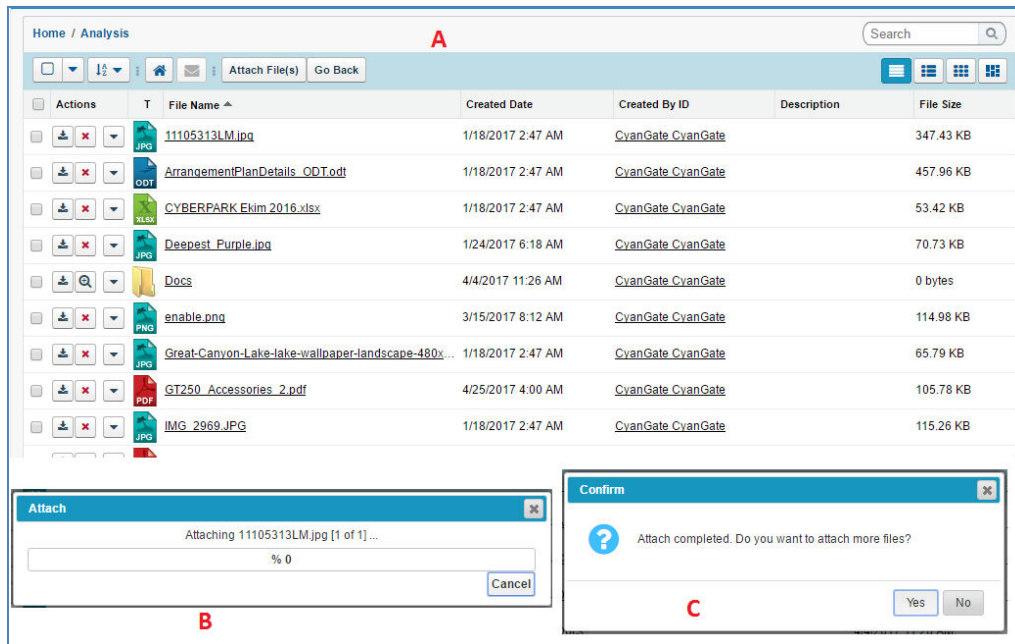 Home / Analysis
A
Search
Attach File(s) Go Back
Actions T File Name Created Date Created By ID Description File Size
JPG 11105313LM.jpg 1/18/2017 2:47 AM CyanGate CyanGate 347.43 KB
ODT ArrangementPlanDetails_ODT.odt 1/18/2017 2:47 AM CyanGate CyanGate 457.96 KB
XLSX CYBERPARK Ekim 2016.xlsx 1/18/2017 2:47 AM CyanGate CyanGate 53.42 KB
JPG Deepest_Purple.jpg 1/24/2017 6:18 AM CyanGate CyanGate 70.73 KB
Docs 4/4/2017 11:26 AM CyanGate CyanGate 0 bytes
PNG enable.png 3/15/2017 8:12 AM CyanGate CyanGate 114.98 KB
JPG Great-Canyon-Lake-lake-wallpaper-landscape-480x... 1/18/2017 2:47 AM CyanGate CyanGate 65.79 KB
PDF GT250_Accessories_2.pdf 4/25/2017 4:00 AM CyanGate CyanGate 105.78 KB
JPG IMG_2969.JPG 1/18/2017 2:47 AM CyanGate CyanGate 115.26 KB
Attach
Attaching 11105313LM.jpg [1 of 1] ...
% 0
Cancel
B
Confirm
Attach completed. Do you want to attach more files?
Yes No
C